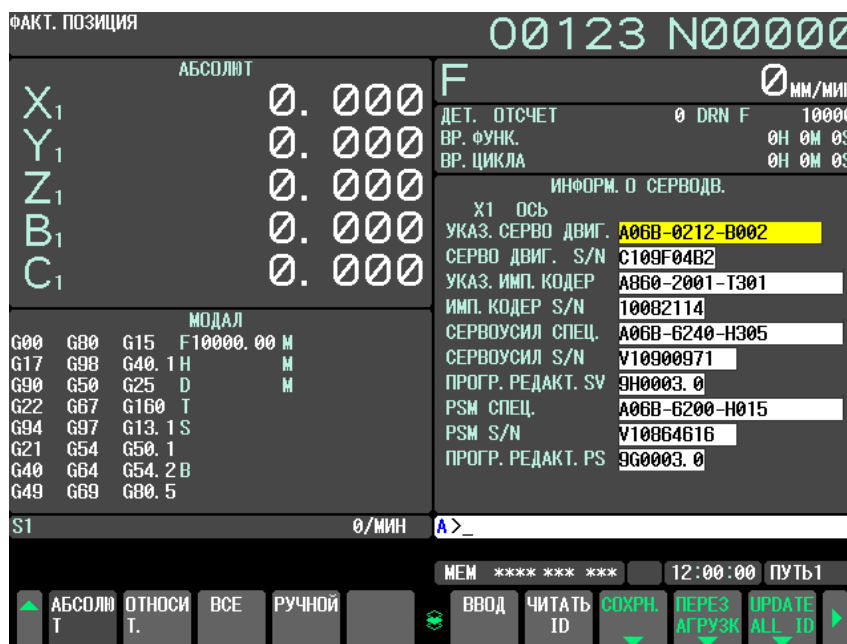 ФАКТ. ПОЗИЦИЯ
O0123 N00000
АБСОЛЮТ
X1 0.000
Y1 0.000
Z1 0.000
B1 0.000
C1 0.000
F 0 ММ/МИН
ДЕТ. ОТСЧЕТ 0 DRN F 10000
ВР. ФУНК. 0H 0M 0S
ВР. ЦИКЛА 0H 0M 0S
МОДАЛ
G00 G80 G15 F10000.00 M
G17 G98 G40.1 H M
G90 G50 G25 D M
G22 G67 G160 T
G94 G97 G13.1 S
G21 G54 G50.1
G40 G64 G54.2 B
G49 G69 G80.5
S1 0/МИН
ИНФОРМ. О СЕРВОДВ.
X1 ОСЬ
УКАЗ. СЕРВО ДВИГ. A06B-0212-B002
СЕРВО ДВИГ. S/N C109F04B2
УКАЗ. ИМП. КОДЕР A860-2001-T301
ИМП. КОДЕР S/N 10082114
СЕРВОУСИЛ СПЕЦ. A06B-6240-H305
СЕРВОУСИЛ S/N V10900971
ПРОГР. РЕДАКТ. SV 9H0003.0
PSM СПЕЦ. A06B-6200-H015
PSM S/N V10864616
ПРОГР. РЕДАКТ. PS 9G0003.0
A>_
MEM **** *** *** 12:00:00 ПУТЬ1
АБСОЛЮ
Т
ОТНОСИ
Т.
ВСЕ
РУЧНОЙ
ВВОД
ЧИТАТЬ
ID
СОХРН.
ПЕРЕЗ
АГРУЗК
UPDATE
ALL ID